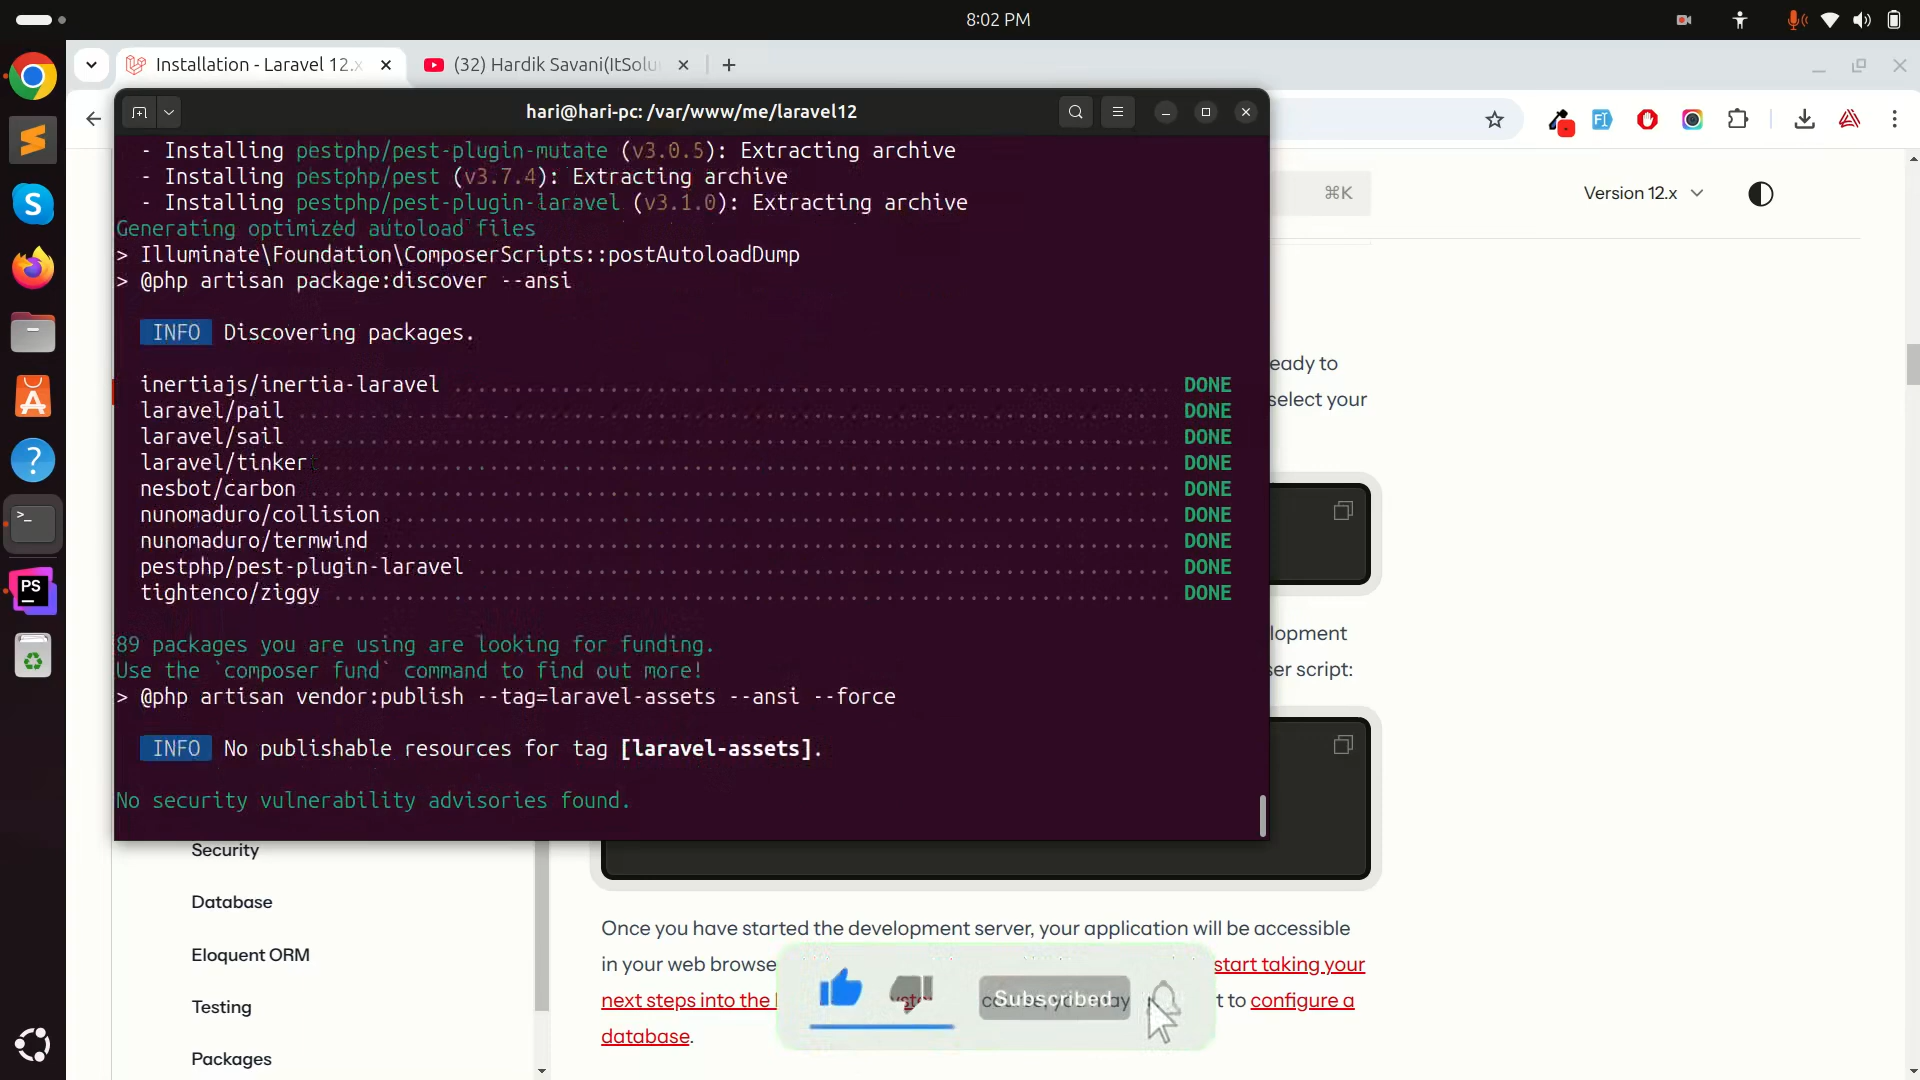 8:02 PM
Installation - Laravel 12.x
(32) Hardik Savani(ItSolu
hari@hari-pc: /var/www/me/laravel12
- Installing pestphp/pest-plugin-mutate (v3.0.5): Extracting archive
- Installing pestphp/pest (v3.7.4): Extracting archive
- Installing pestphp/pest-plugin-laravel (v3.1.0): Extracting archive
Generating optimized autoload files
> Illuminate\Foundation\ComposerScripts::postAutoloadDump
> @php artisan package:discover --ansi
INFO Discovering packages.
inertiajs/inertia-laravel DONE
laravel/pail DONE
laravel/sail DONE
laravel/tinker DONE
nesbot/carbon DONE
nunomaduro/collision DONE
nunomaduro/termwind DONE
pestphp/pest-plugin-laravel DONE
tightenco/ziggy DONE
89 packages you are using are looking for funding.
Use the `composer fund` command to find out more!
> @php artisan vendor:publish --tag=laravel-assets --ansi --force
INFO No publishable resources for tag [laravel-assets].
No security vulnerability advisories found.
⌘K
Version 12.x
eady to
select your
lopment
ser script:
Security
Database
Eloquent ORM
Testing
Packages
Once you have started the development server, your application will be accessible
in your web browse start taking your
next steps into the t to configure a
database.
Subscribed
PS